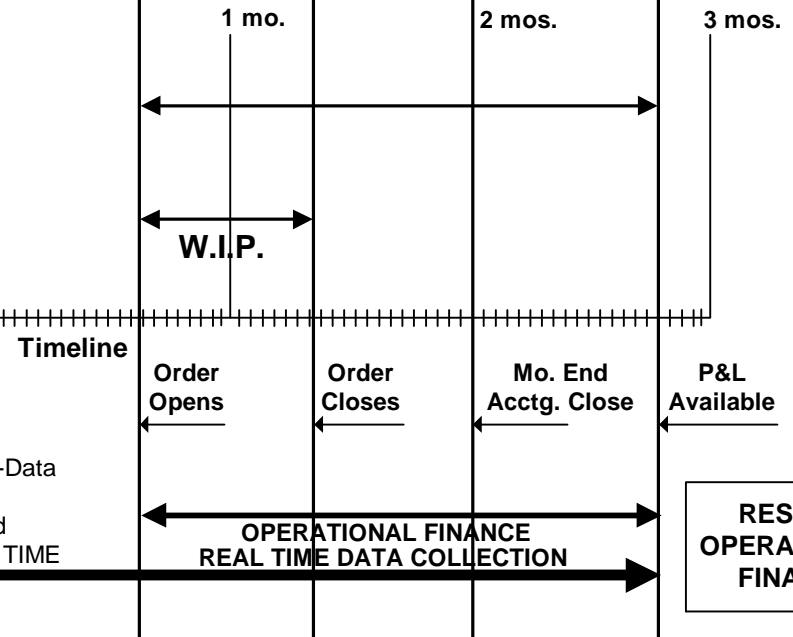 1 mo.
2 mos.
3 mos.
W.I.P.
Timeline
Order
Opens
Order
Closes
Mo. End
Acctg. Close
P&L
Available
-Data
d
TIME
OPERATIONAL FINANCE
REAL TIME DATA COLLECTION
RES
OPERA
FINA